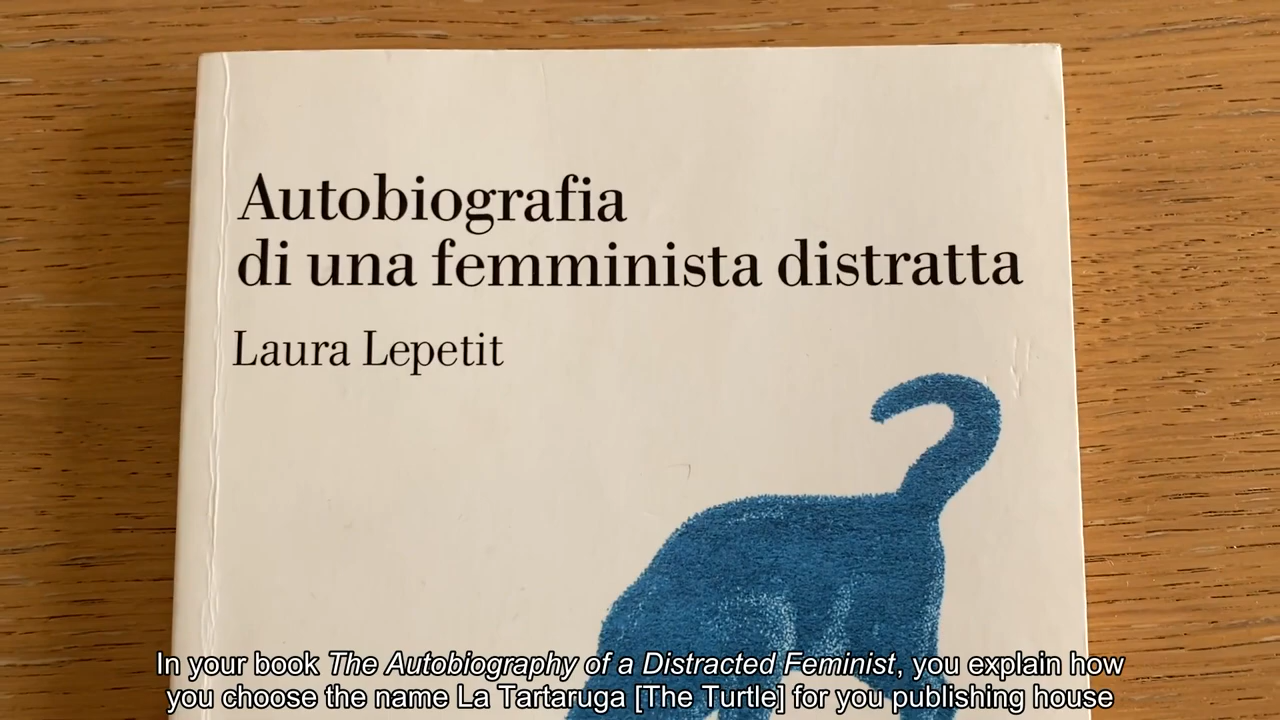 Autobiografia
di una femminista distratta
Laura Lepetit
In your book The Autobiography of a Distracted Feminist, you explain how
you choose the name La Tartaruga [The Turtle] for you publishing house